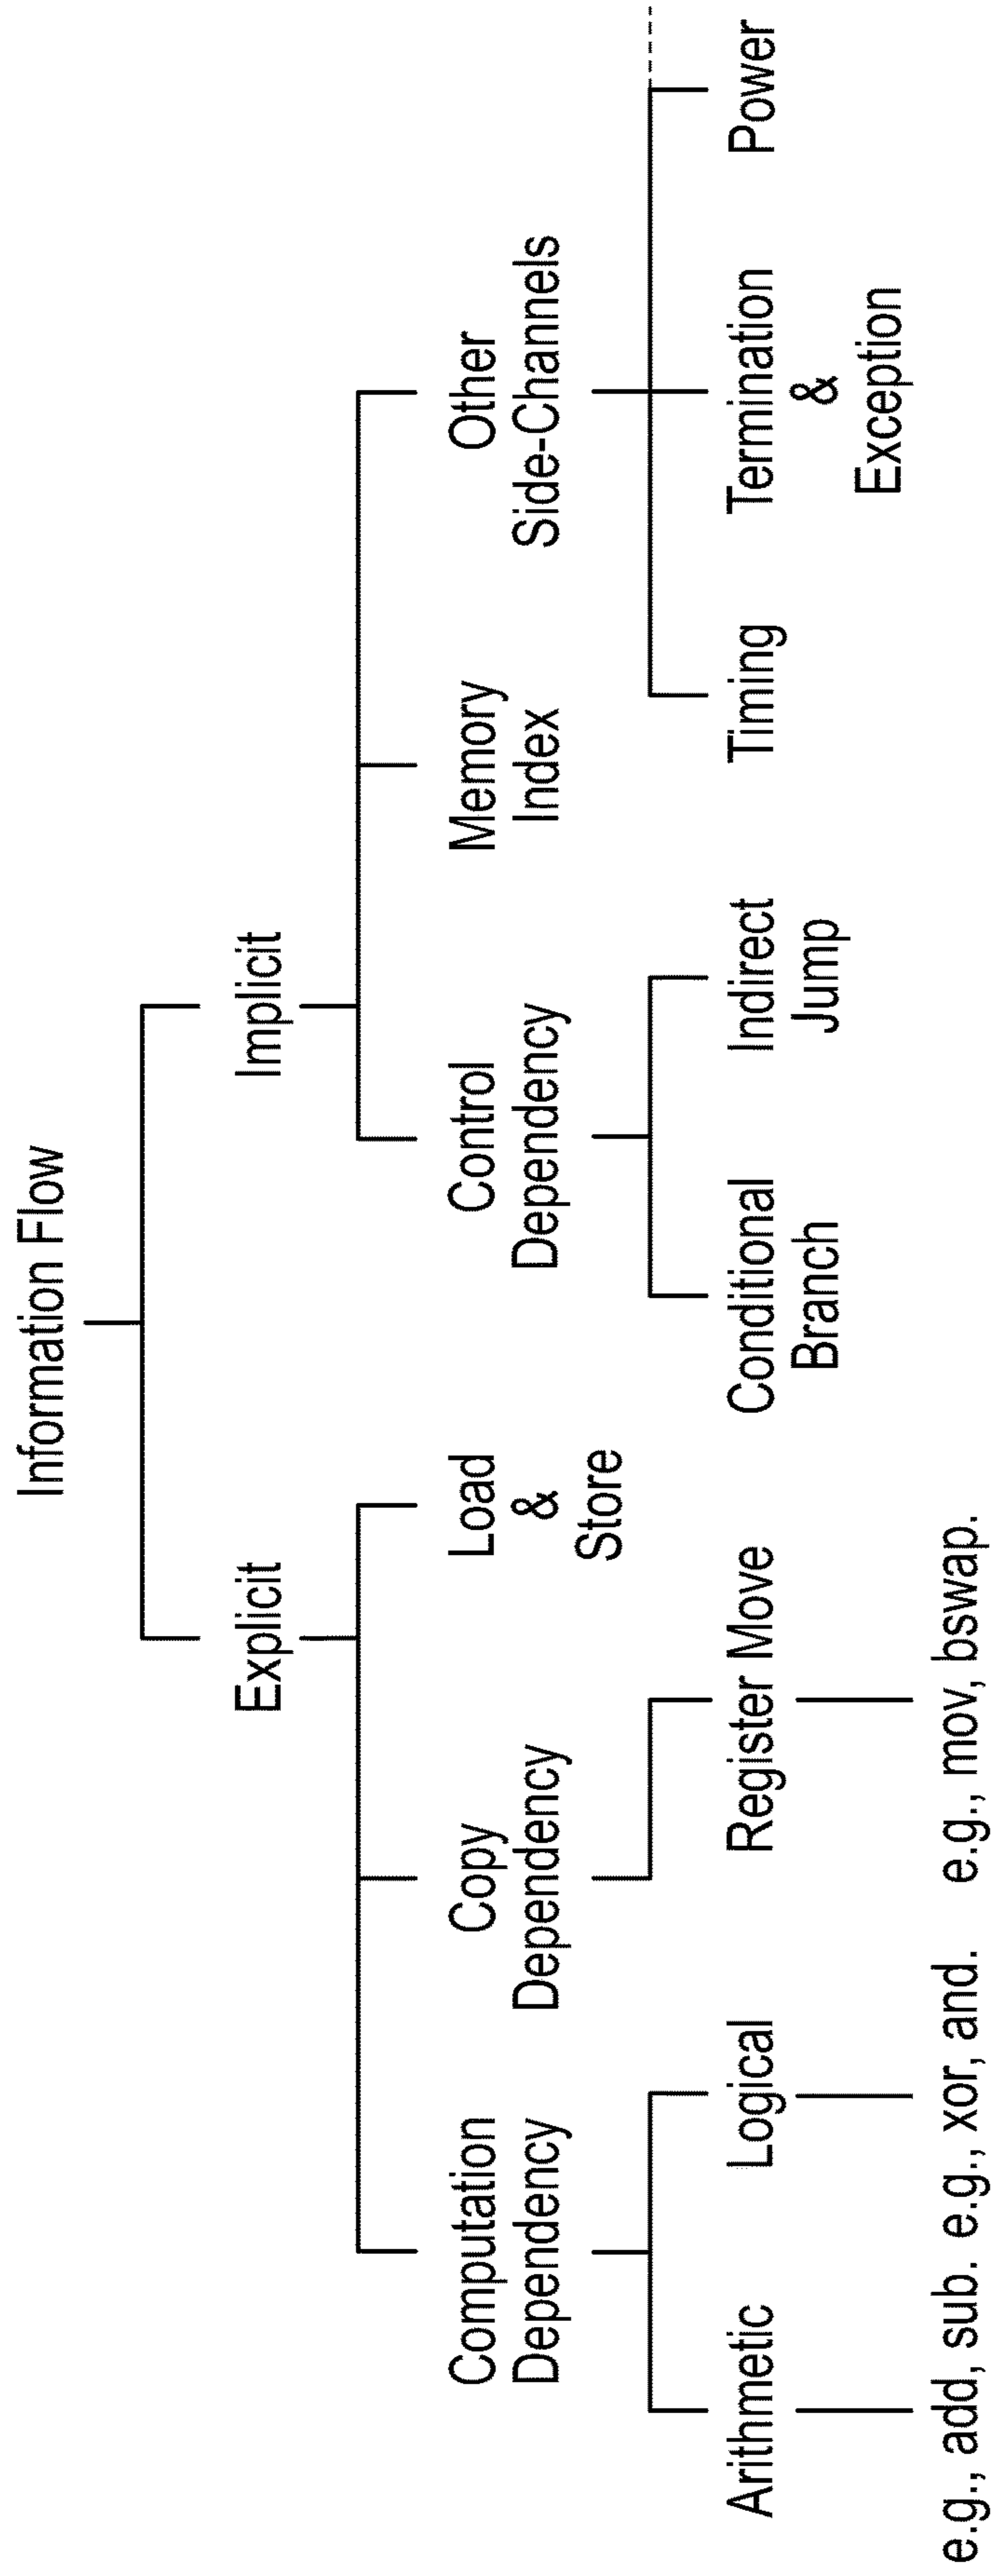 Information Flow
Explicit
Implicit
Computation
Dependency
Copy
Dependency
Load
&
Store
Control
Dependency
Memory
Index
Other
Side-Channels
Arithmetic
Logical
Register Move
Conditional
Branch
Indirect
Jump
Timing
Termination
&
Exception
Power
e.g., add, sub.
e.g., xor, and.
e.g., mov, bswap.